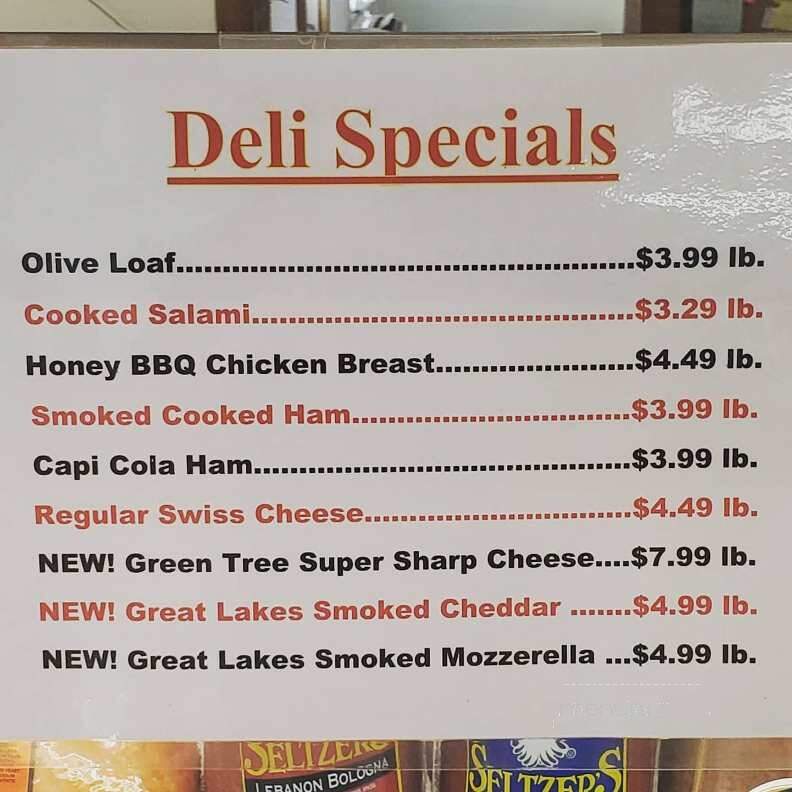 Deli Specials
Olive Loaf.................................................$3.99 lb.
Cooked Salami.........................................$3.29 lb.
Honey BBQ Chicken Breast.....................$4.49 lb.
Smoked Cooked Ham..............................$3.99 lb.
Capi Cola Ham.........................................$3.99 lb.
Regular Swiss Cheese.............................$4.49 lb.
NEW! Green Tree Super Sharp Cheese....$7.99 lb.
NEW! Great Lakes Smoked Cheddar .......$4.99 lb.
NEW! Great Lakes Smoked Mozzerella ...$4.99 lb.
SELTZER'S
LEBANON BOLOGNA
SELTZER'S